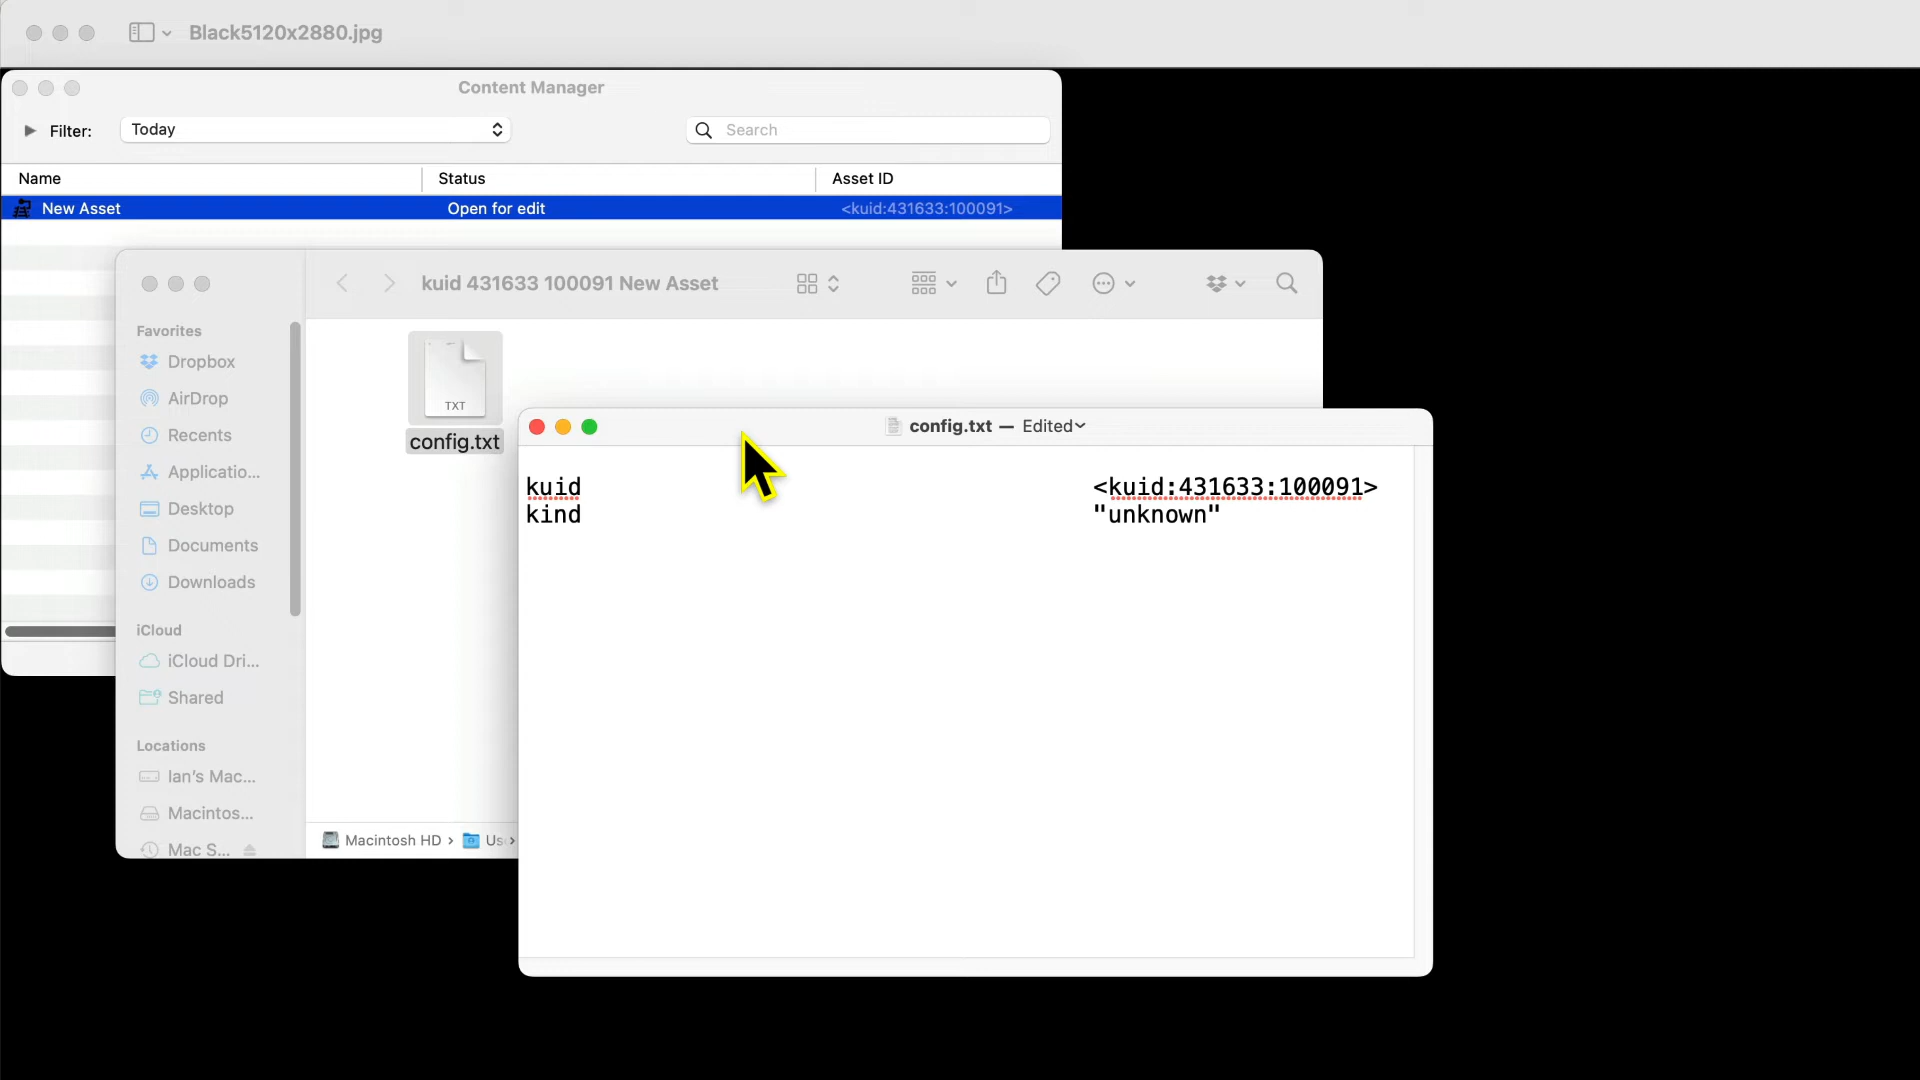 Black5120x2880.jpg
Content Manager
Filter: Today Search
Name Status Asset ID
New Asset Open for edit <kuid:431633:100091>
kuid 431633 100091 New Asset
Favorites
Dropbox
AirDrop
Recents
Applicatio...
Desktop
Documents
Downloads
iCloud
iCloud Dri...
Shared
Locations
Ian's Mac...
Macintos...
Mac S...
TXT
config.txt
Macintosh HD › Us ›
config.txt — Edited
kuid <kuid:431633:100091>
kind "unknown"